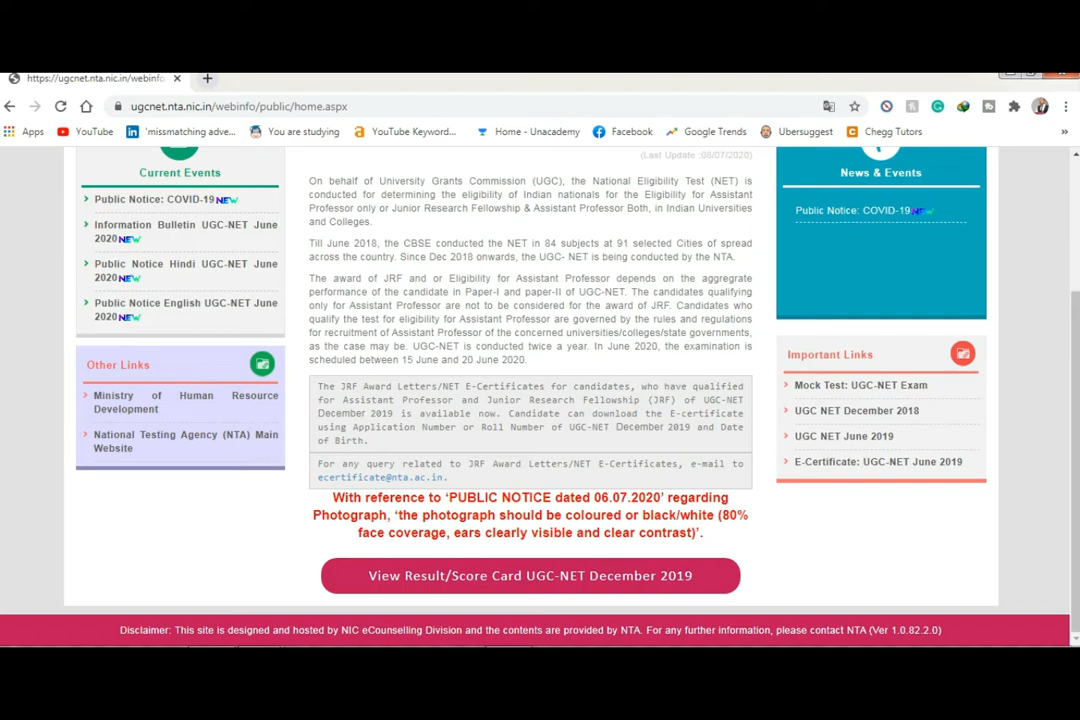 https://ugcnet.nta.nic.in/webinfo
ugcnet.nta.nic.in/webinfo/public/home.aspx
Apps
YouTube
'missmatching adve...
You are studying
YouTube Keyword...
Home - Unacademy
Facebook
Google Trends
Ubersuggest
Chegg Tutors
»
Current Events
Public Notice: COVID-19 NEW
Information Bulletin UGC-NET June
2020 NEW
Public Notice Hindi UGC-NET June
2020 NEW
Public Notice English UGC-NET June
2020 NEW
Other Links
Ministry of Human Resource
Development
National Testing Agency (NTA) Main
Website
(Last Update :08/07/2020)
On behalf of University Grants Commission (UGC), the National Eligibility Test (NET) is
conducted for determining the eligibility of Indian nationals for the Eligibility for Assistant
Professor only or Junior Research Fellowship & Assistant Professor Both, in Indian Universities
and Colleges.
Till June 2018, the CBSE conducted the NET in 84 subjects at 91 selected Cities of spread
across the country. Since Dec 2018 onwards, the UGC- NET is being conducted by the NTA.
The award of JRF and or Eligibility for Assistant Professor depends on the aggregrate
performance of the candidate in Paper-I and paper-II of UGC-NET. The candidates qualifying
only for Assistant Professor are not to be considered for the award of JRF. Candidates who
qualify the test for eligibility for Assistant Professor are governed by the rules and regulations
for recruitment of Assistant Professor of the concerned universities/colleges/state governments,
as the case may be. UGC-NET is conducted twice a year. In June 2020, the examination is
scheduled between 15 June and 20 June 2020.
The JRF Award Letters/NET E-Certificates for candidates, who have qualified
for Assistant Professor and Junior Research Fellowship (JRF) of UGC-NET
December 2019 is available now. Candidate can download the E-certificate
using Application Number or Roll Number of UGC-NET December 2019 and Date
of Birth.
For any query related to JRF Award Letters/NET E-Certificates, e-mail to
ecertificate@nta.ac.in.
With reference to ‘PUBLIC NOTICE dated 06.07.2020’ regarding
Photograph, ‘the photograph should be coloured or black/white (80%
face coverage, ears clearly visible and clear contrast)’.
View Result/Score Card UGC-NET December 2019
News & Events
Public Notice: COVID-19 NEW
Important Links
Mock Test: UGC-NET Exam
UGC NET December 2018
UGC NET June 2019
E-Certificate: UGC-NET June 2019
Disclaimer: This site is designed and hosted by NIC eCounselling Division and the contents are provided by NTA. For any further information, please contact NTA (Ver 1.0.82.2.0)